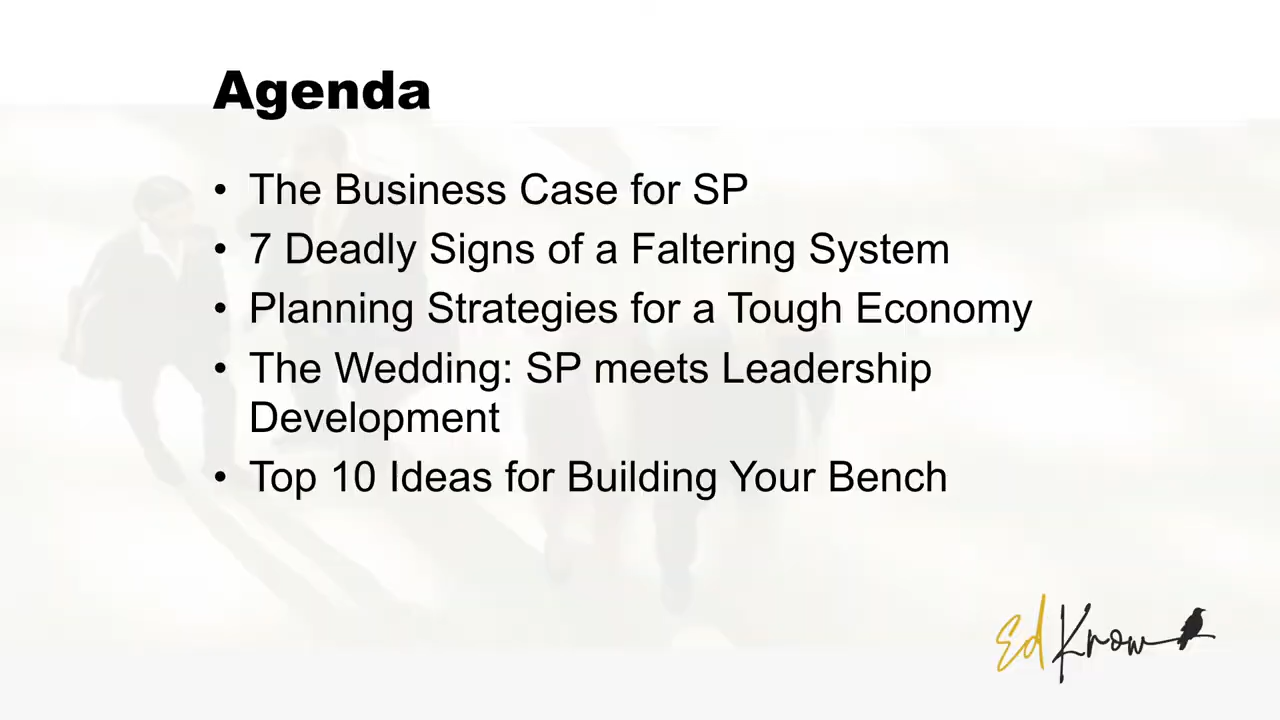 Agenda
• The Business Case for SP
• 7 Deadly Signs of a Faltering System
• Planning Strategies for a Tough Economy
• The Wedding: SP meets Leadership
Development
• Top 10 Ideas for Building Your Bench
Ed Krow